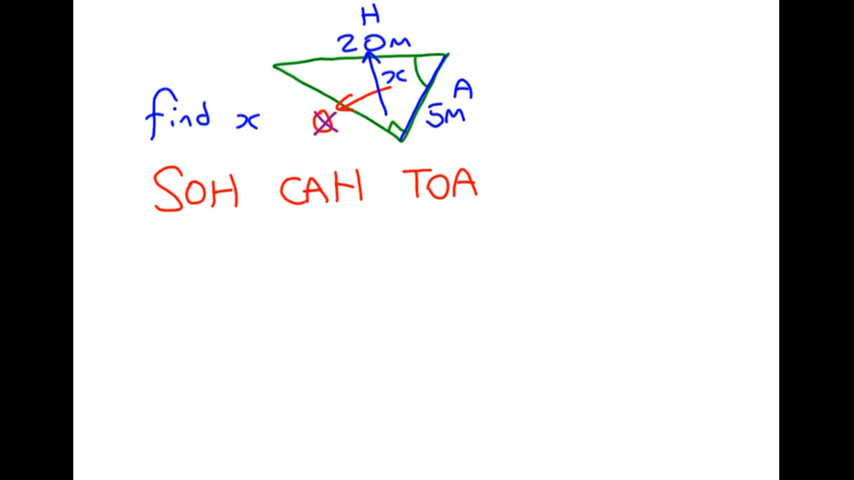 H
20M
x
A
5M
find x
O
SOH CAH TOA